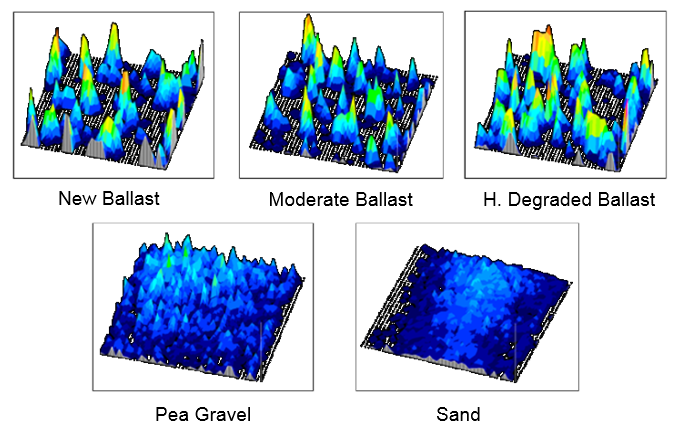 New Ballast
Moderate Ballast
H. Degraded Ballast
Pea Gravel
Sand